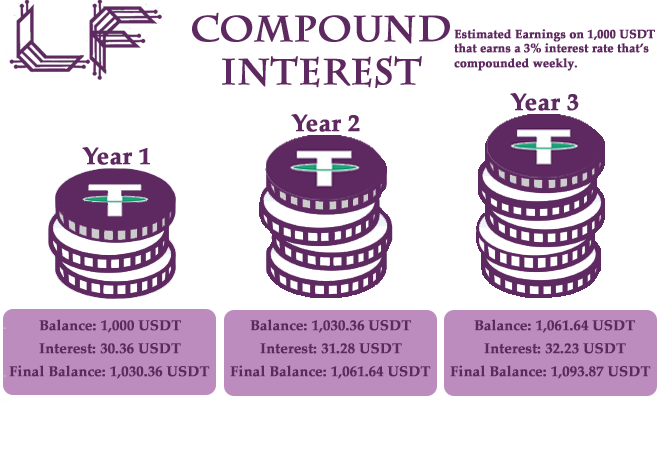 LF
COMPOUND
INTEREST
Estimated Earnings on 1,000 USDT
that earns a 3% interest rate that's
compounded weekly.
Year 1
Year 2
Year 3
Balance: 1,000 USDT
Interest: 30.36 USDT
Final Balance: 1,030.36 USDT
Balance: 1,030.36 USDT
Interest: 31.28 USDT
Final Balance: 1,061.64 USDT
Balance: 1,061.64 USDT
Interest: 32.23 USDT
Final Balance: 1,093.87 USDT